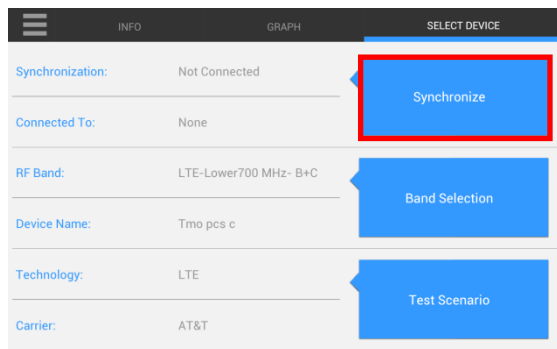 INFO GRAPH SELECT DEVICE
Synchronization: Not Connected
Synchronize
Connected To: None
RF Band: LTE-Lower700 MHz- B+C
Band Selection
Device Name: Tmo pcs c
Technology: LTE
Test Scenario
Carrier: AT&T